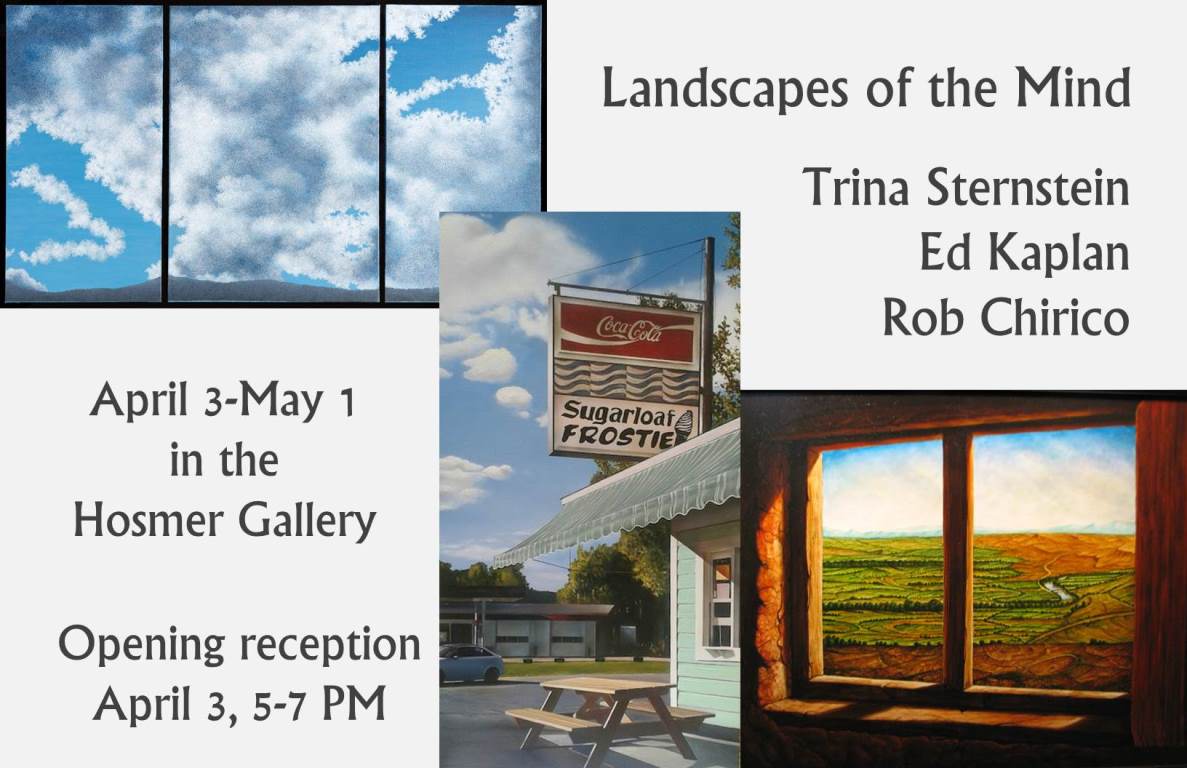 Landscapes of the Mind
Trina Sternstein
Ed Kaplan
Rob Chirico
Coca-Cola
Sugarloaf
FROSTIE
April 3-May 1
in the
Hosmer Gallery
Opening reception
April 3, 5-7 PM